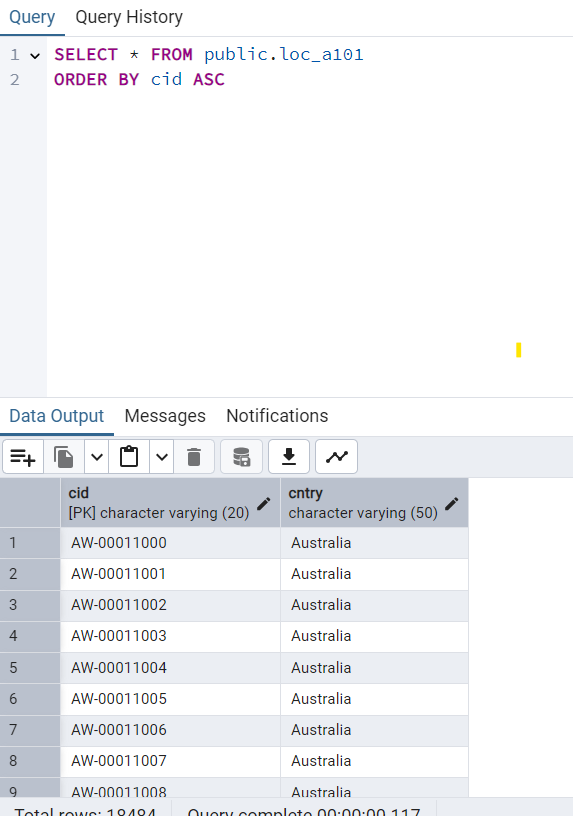 Query Query History
1 SELECT * FROM public.loc_a101
2 ORDER BY cid ASC
Data Output Messages Notifications
cid cntry
[PK] character varying (20) character varying (50)
1 AW-00011000 Australia
2 AW-00011001 Australia
3 AW-00011002 Australia
4 AW-00011003 Australia
5 AW-00011004 Australia
6 AW-00011005 Australia
7 AW-00011006 Australia
8 AW-00011007 Australia
9 AW-00011008 Australia
Total rows: 18484 Query complete 00:00:00.117